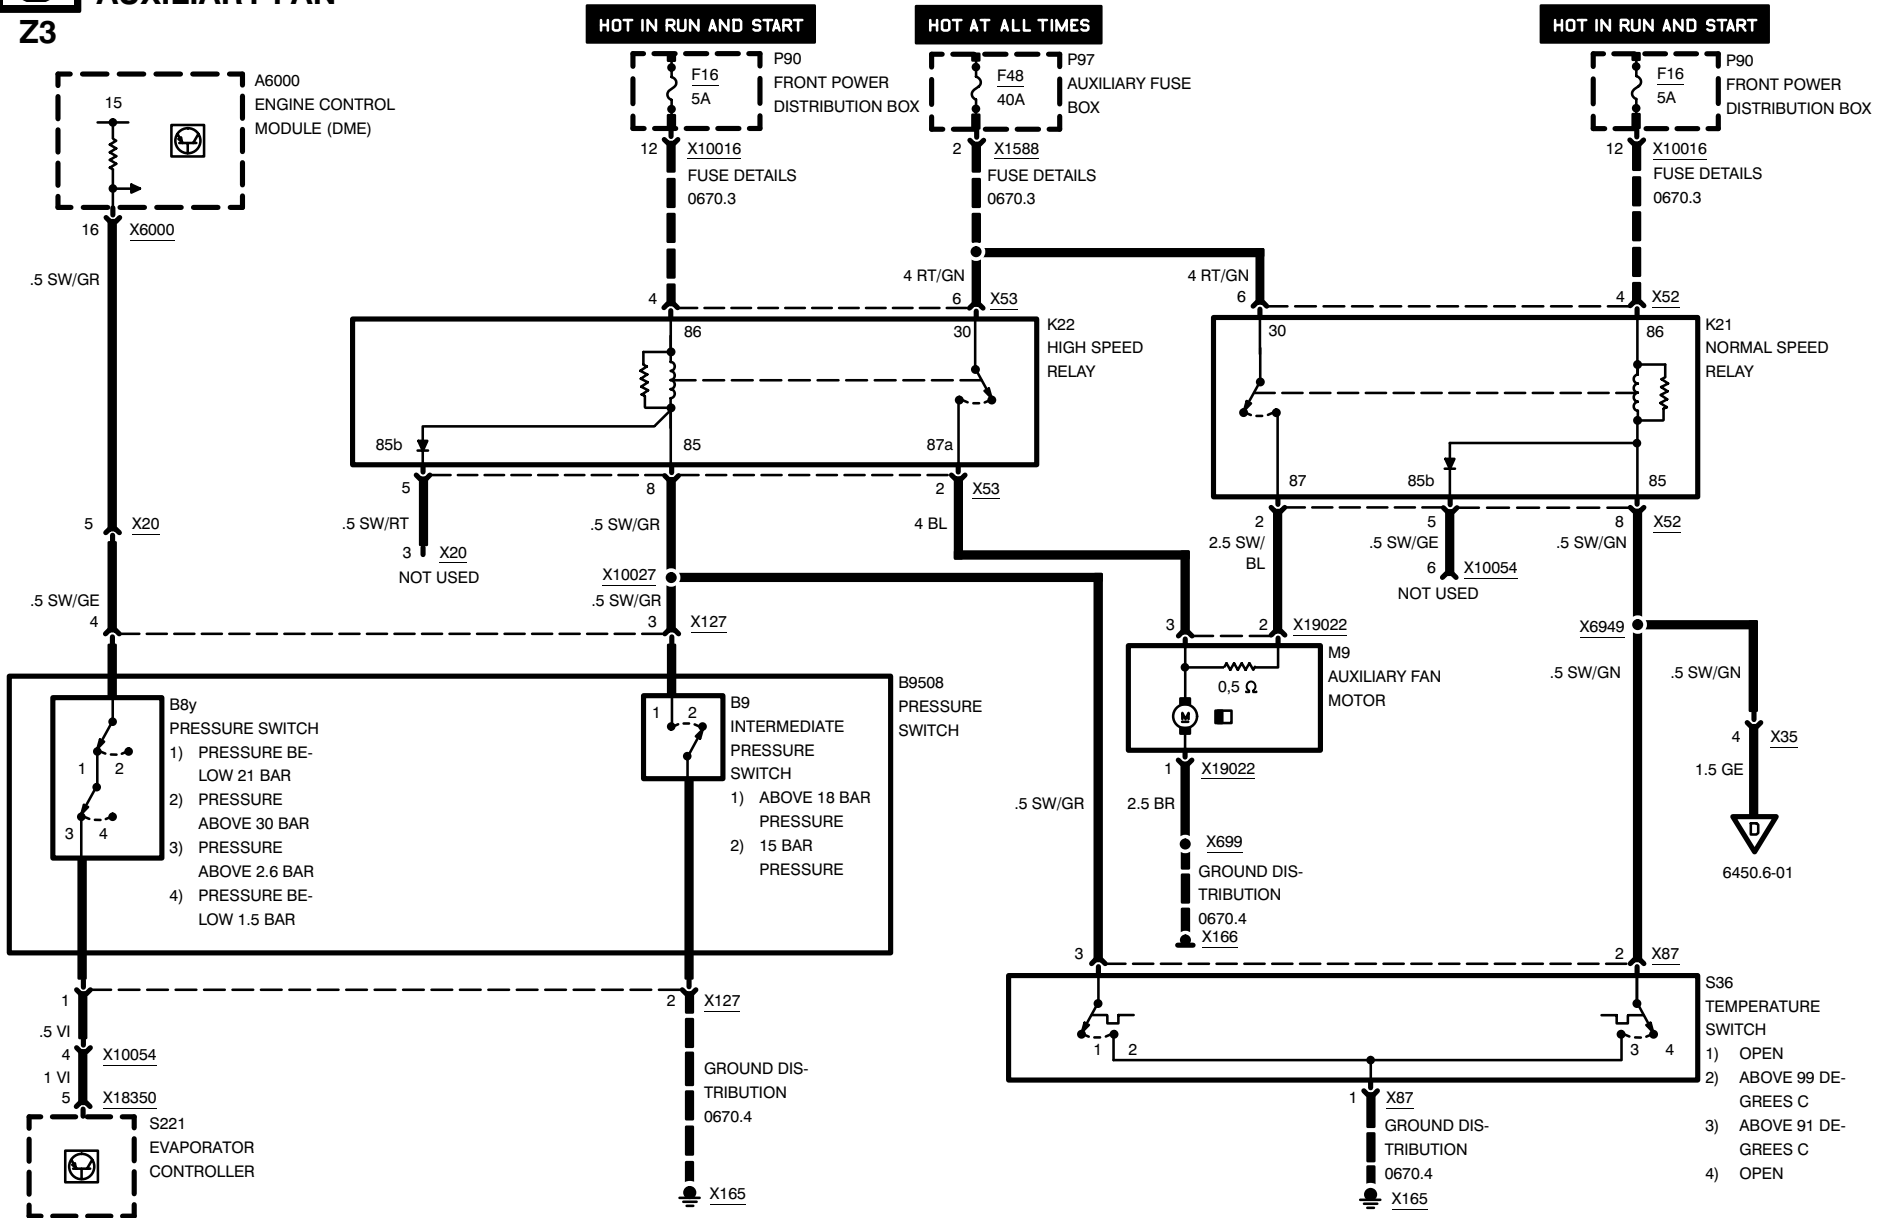 Z3
HOT IN RUN AND START
HOT AT ALL TIMES
HOT IN RUN AND START
A6000
ENGINE CONTROL
MODULE (DME)
15
16 X6000
.5 SW/GR
5 X20
.5 SW/GE
4
F16
5A
P90
FRONT POWER
DISTRIBUTION BOX
12 X10016
FUSE DETAILS
0670.3
F48
40A
P97
AUXILIARY FUSE
BOX
2 X1588
FUSE DETAILS
0670.3
F16
5A
P90
FRONT POWER
DISTRIBUTION BOX
12 X10016
FUSE DETAILS
0670.3
4 RT/GN
4 RT/GN
4
6 X53
6
4 X52
86
30
K22
HIGH SPEED
RELAY
85b
85
87a
5
8
2 X53
.5 SW/RT
3 X20
NOT USED
.5 SW/GR
X10027
.5 SW/GR
3 X127
4 BL
30
86
K21
NORMAL SPEED
RELAY
87
85b
85
2
5
8 X52
2.5 SW/
BL
.5 SW/GE
6 X10054
NOT USED
.5 SW/GN
X6949
.5 SW/GN
.5 SW/GN
4 X35
1.5 GE
D
6450.6-01
3
2 X19022
M9
AUXILIARY FAN
MOTOR
0,5 Ω
M
1 X19022
2.5 BR
X699
GROUND DIS-
TRIBUTION
0670.4
X166
B9508
PRESSURE
SWITCH
B8y
PRESSURE SWITCH
1) PRESSURE BE-
LOW 21 BAR
2) PRESSURE
ABOVE 30 BAR
3) PRESSURE
ABOVE 2.6 BAR
4) PRESSURE BE-
LOW 1.5 BAR
1 2
3 4
1 2
B9
INTERMEDIATE
PRESSURE
SWITCH
1) ABOVE 18 BAR
PRESSURE
2) 15 BAR
PRESSURE
.5 SW/GR
1
2 X127
.5 VI
4 X10054
1 VI
5 X18350
S221
EVAPORATOR
CONTROLLER
GROUND DIS-
TRIBUTION
0670.4
X165
3
2 X87
1 2
3 4
S36
TEMPERATURE
SWITCH
1) OPEN
2) ABOVE 99 DE-
GREES C
3) ABOVE 91 DE-
GREES C
4) OPEN
1 X87
GROUND DIS-
TRIBUTION
0670.4
X165